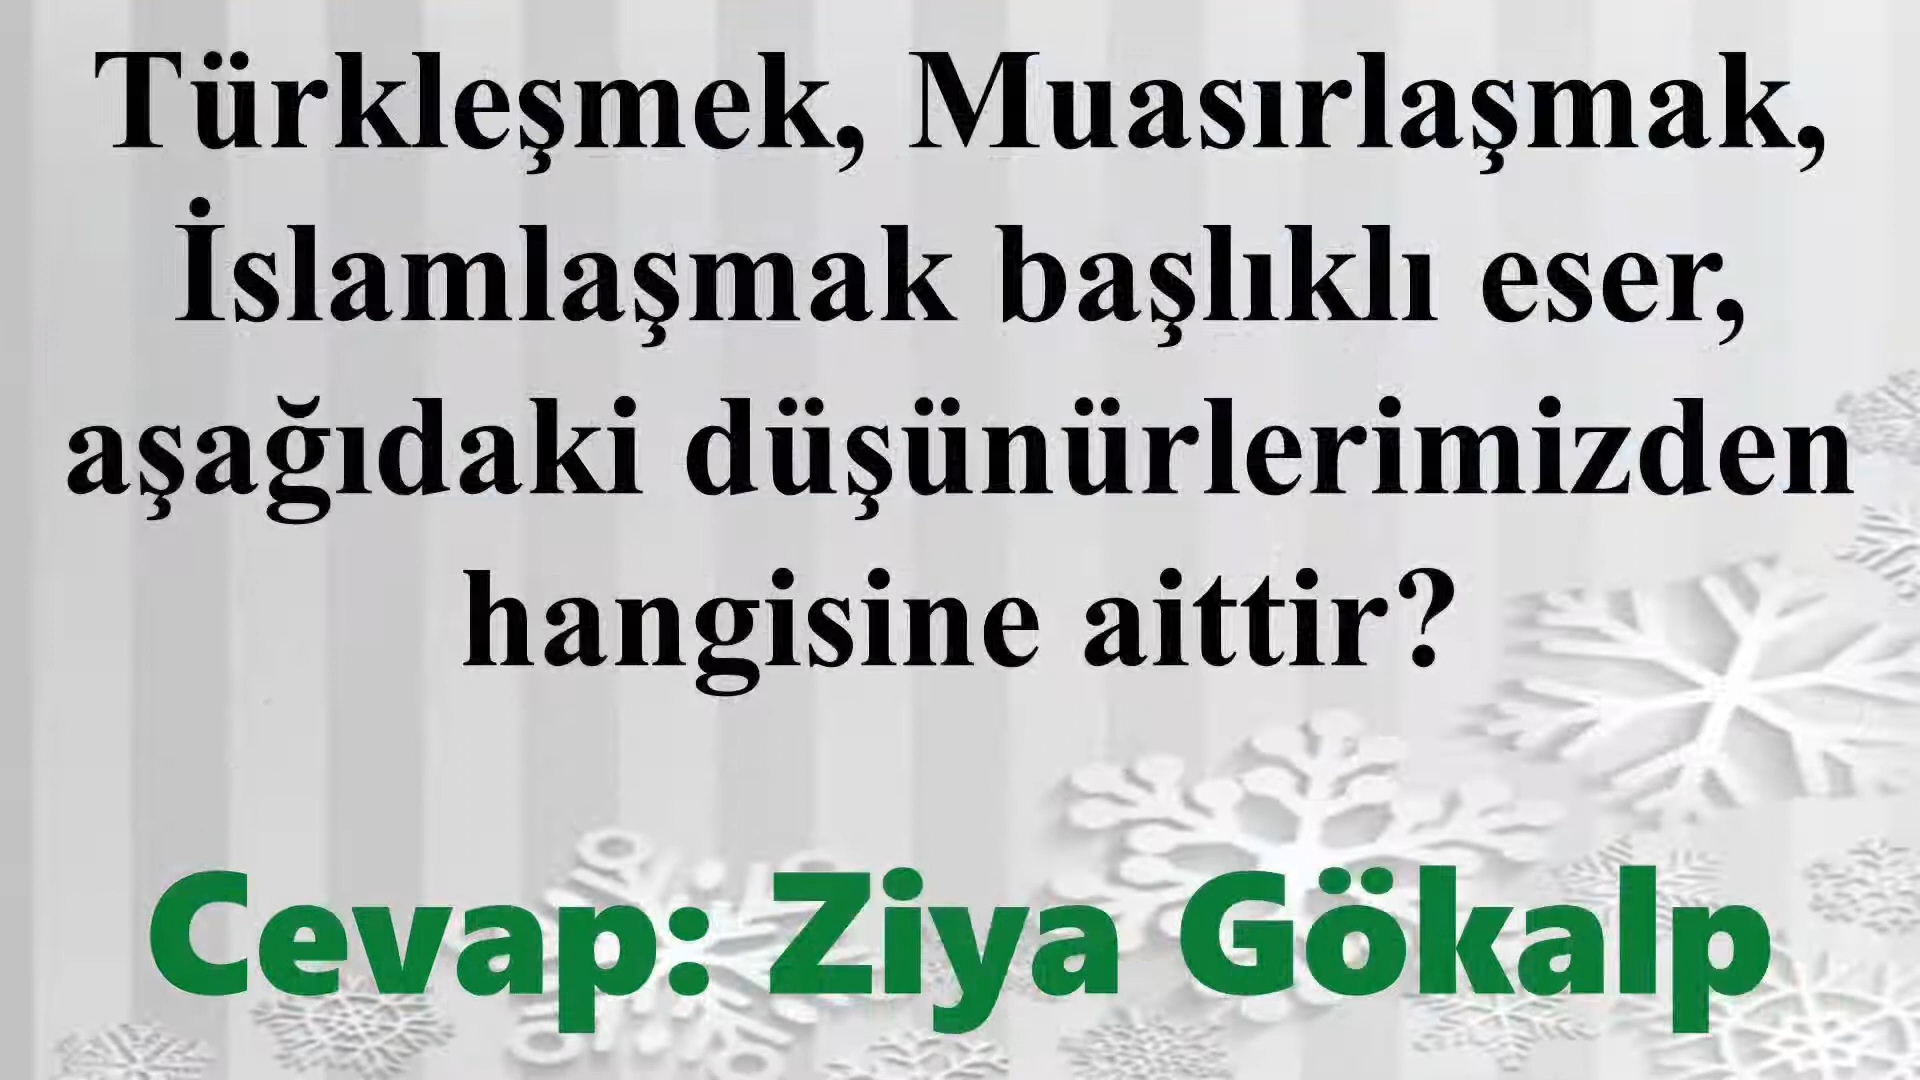 Türkleşmek, Muasırlaşmak,
İslamlaşmak başlıklı eser,
aşağıdaki düşünürlerimizden
hangisine aittir?
Cevap: Ziya Gökalp